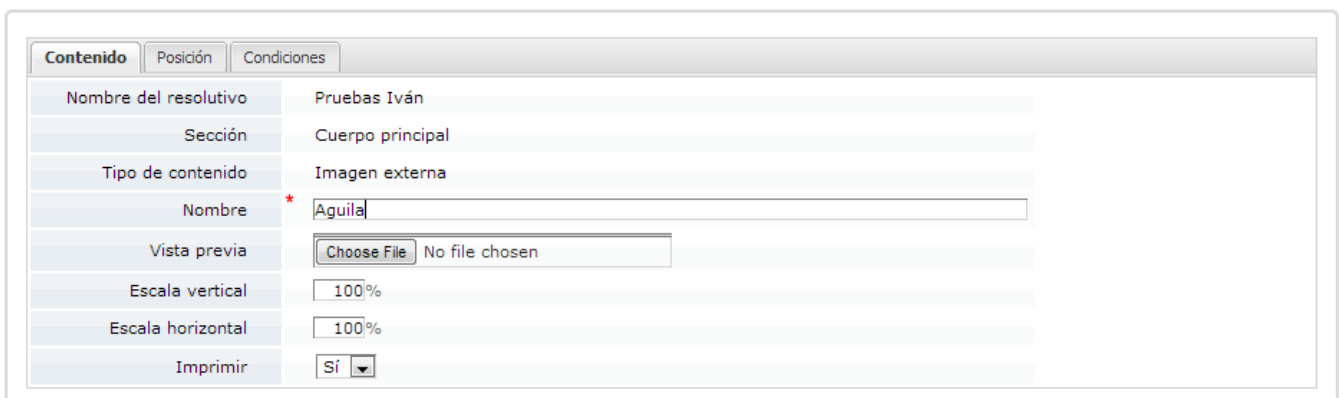 Contenido Posición Condiciones
Nombre del resolutivo Pruebas Iván
Sección Cuerpo principal
Tipo de contenido Imagen externa
Nombre * Aguila
Vista previa Choose File No file chosen
Escala vertical 100%
Escala horizontal 100%
Imprimir Sí